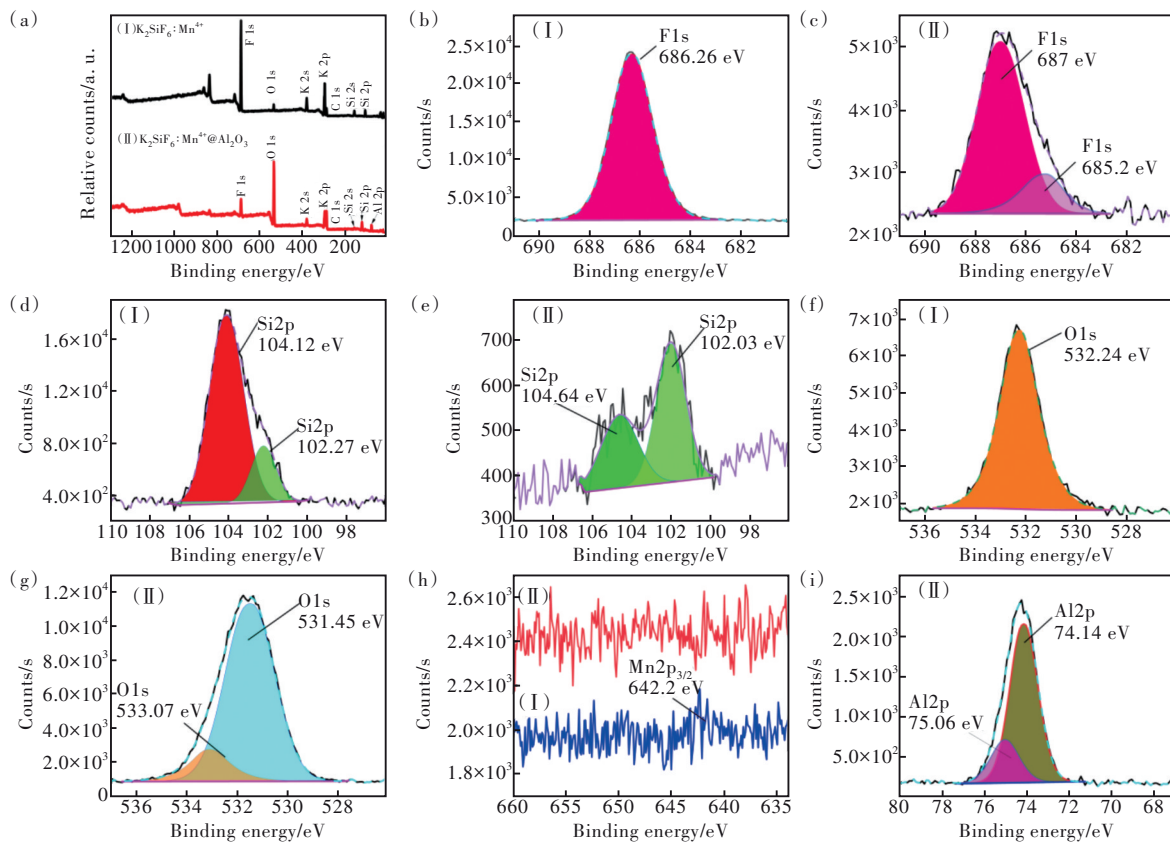 (a)
(Ⅰ)K₂SiF₆:Mn⁴⁺
F 1s
O 1s
K 2s
K 2p
C 1s
Si 2s
Si 2p
(Ⅱ)K₂SiF₆:Mn⁴⁺@Al₂O₃
F 1s
O 1s
K 2s
K 2p
C 1s
Si 2s
Si 2p
Al 2p
Relative counts/a. u.
1200 1000 800 600 400 200
Binding energy/eV
(b)
(Ⅰ)
F1s
686.26 eV
2.5×10⁴
2.0×10⁴
1.5×10⁴
1.0×10⁴
5.0×10³
0
Counts/s
690 688 686 684 682
Binding energy/eV
(c)
(Ⅱ)
F1s
687 eV
F1s
685.2 eV
5×10³
4×10³
3×10³
2×10³
Counts/s
690 688 686 684 682
Binding energy/eV
(d)
(Ⅰ)
Si2p
104.12 eV
Si2p
102.27 eV
1.6×10⁴
1.2×10⁴
8.0×10²
4.0×10²
Counts/s
110 108 106 104 102 100 98
Binding energy/eV
(e)
(Ⅱ)
Si2p
102.03 eV
Si2p
104.64 eV
700
600
500
400
300
Counts/s
110 108 106 104 102 100 98
Binding energy/eV
(f)
(Ⅰ)
O1s
532.24 eV
7×10³
6×10³
5×10³
4×10³
3×10³
2×10³
Counts/s
536 534 532 530 528
Binding energy/eV
(g)
(Ⅱ)
O1s
531.45 eV
O1s
533.07 eV
1.2×10⁴
1.0×10⁴
8.0×10³
6.0×10³
4.0×10³
2.0×10³
0
Counts/s
536 534 532 530 528
Binding energy/eV
(h)
(Ⅱ)
Mn2p₃/₂
642.2 eV
(Ⅰ)
2.6×10³
2.4×10³
2.2×10³
2.0×10³
1.8×10³
Counts/s
660 655 650 645 640 635
Binding energy/eV
(i)
(Ⅱ)
Al2p
74.14 eV
Al2p
75.06 eV
2.5×10³
2.0×10³
1.5×10³
1.0×10³
5.0×10²
0
Counts/s
80 78 76 74 72 70 68
Binding energy/eV